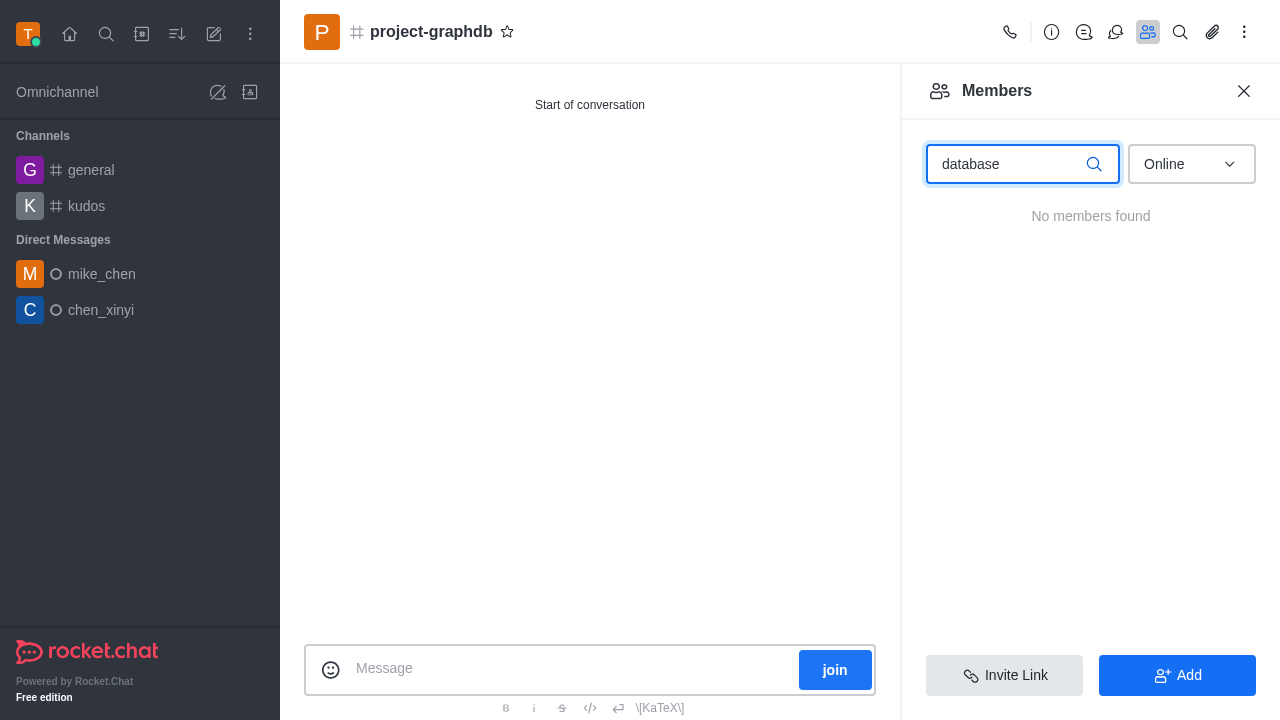 T
Omnichannel
Channels
G general
K kudos
Direct Messages
M mike_chen
C chen_xinyi
rocket.chat
Powered by Rocket.Chat
Free edition
P project-graphdb
Start of conversation
Message
join
B i S \[KaTeX\]
Members
database
Online
No members found
Invite Link
Add